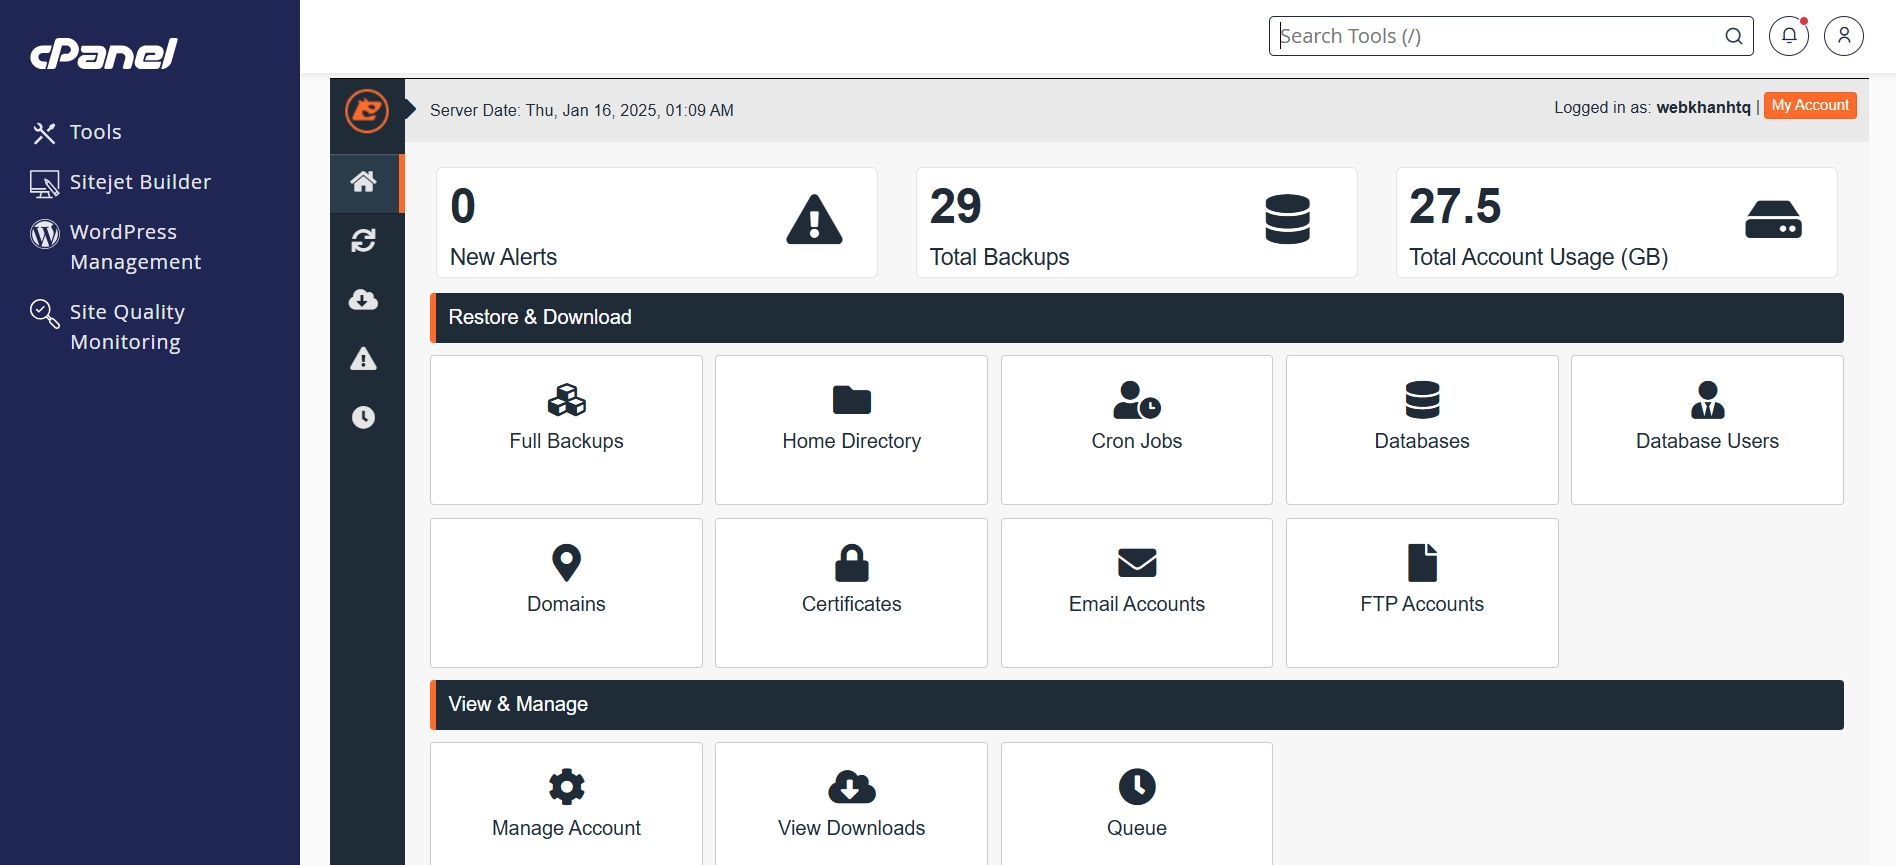 cPanel
Search Tools (/)
Tools
Sitejet Builder
WordPress
Management
Site Quality
Monitoring
Server Date: Thu, Jan 16, 2025, 01:09 AM
Logged in as: webkhanhtq | My Account
0
New Alerts
29
Total Backups
27.5
Total Account Usage (GB)
Restore & Download
Full Backups
Home Directory
Cron Jobs
Databases
Database Users
Domains
Certificates
Email Accounts
FTP Accounts
View & Manage
Manage Account
View Downloads
Queue